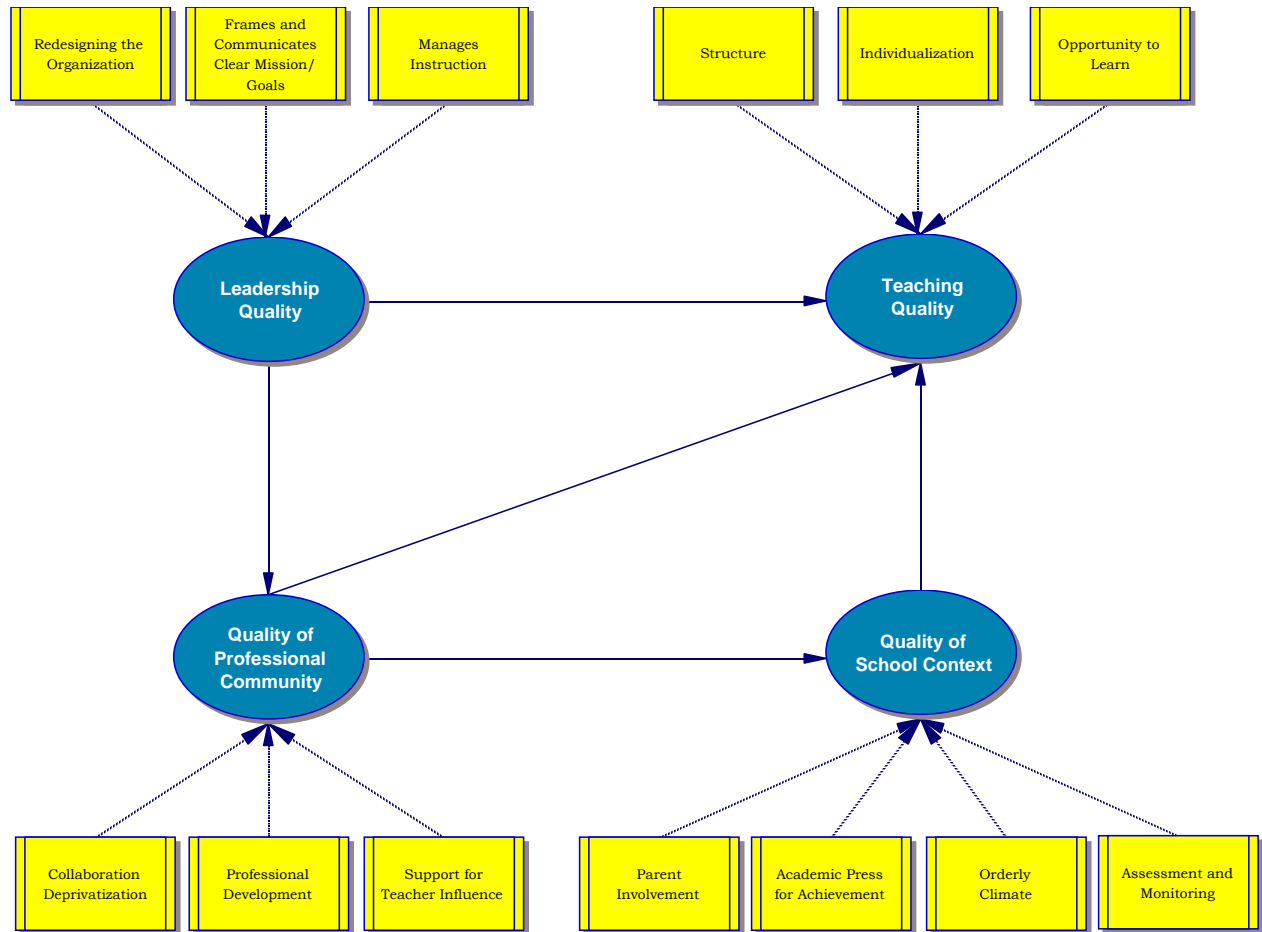 Redesigning the
Organization
Frames and
Communicates
Clear Mission/
Goals
Manages
Instruction
Structure
Individualization
Opportunity to
Learn
Leadership
Quality
Teaching
Quality
Quality of
Professional
Community
Quality of
School Context
Collaboration
Deprivatization
Professional
Development
Support for
Teacher Influence
Parent
Involvement
Academic Press
for Achievement
Orderly
Climate
Assessment and
Monitoring